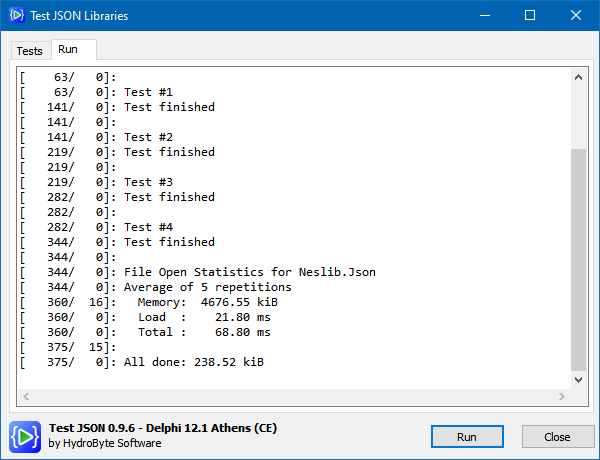 Test JSON Libraries
Tests
Run
[    63/   0]:
[    63/   0]: Test #1
[   141/   0]: Test finished
[   141/   0]:
[   141/   0]: Test #2
[   219/   0]: Test finished
[   219/   0]:
[   219/   0]: Test #3
[   282/   0]: Test finished
[   282/   0]:
[   282/   0]: Test #4
[   344/   0]: Test finished
[   344/   0]:
[   344/   0]: File Open Statistics for Neslib.Json
[   344/   0]: Average of 5 repetitions
[   360/  16]:   Memory:  4676.55 kiB
[   360/   0]:   Load  :    21.80 ms
[   360/   0]:   Total :    68.80 ms
[   375/  15]:
[   375/   0]: All done: 238.52 kiB
Test JSON 0.9.6 - Delphi 12.1 Athens (CE)
by HydroByte Software
Run
Close